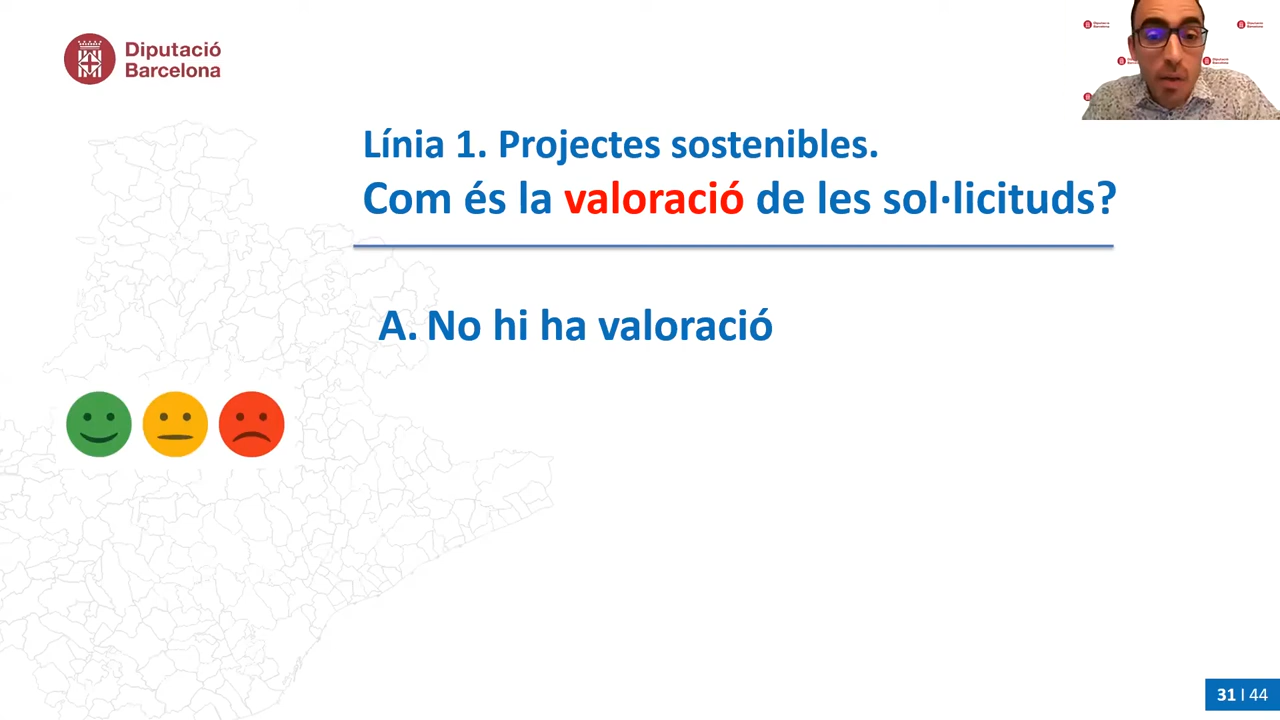 Diputació
Barcelona
Línia 1. Projectes sostenibles.
Com és la valoració de les sol·licituds?
A. No hi ha valoració
31 | 44